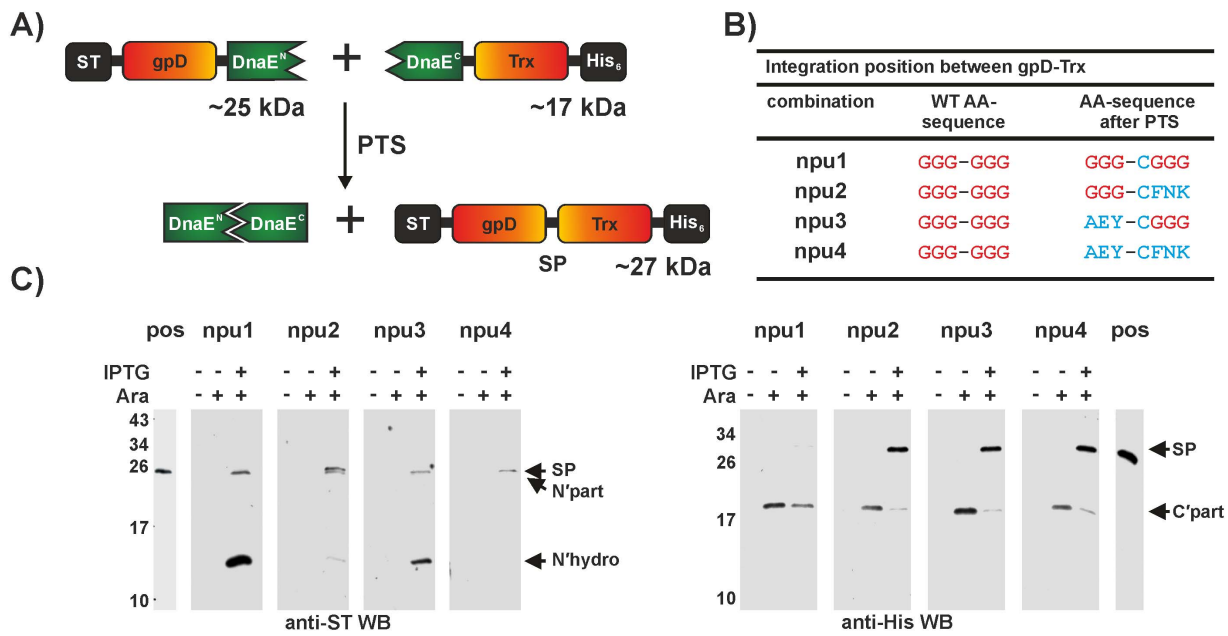 A)
ST gpD DnaE^N + DnaE^C Trx His₆
~25 kDa ~17 kDa
PTS
DnaE^N DnaE^C + ST gpD Trx His₆
SP ~27 kDa
B)
Integration position between gpD-Trx
combination WT AA-sequence AA-sequence after PTS
npu1 GGG-GGG GGG-CGGG
npu2 GGG-GGG GGG-CFNK
npu3 GGG-GGG AEY-CGGG
npu4 GGG-GGG AEY-CFNK
C)
pos npu1 npu2 npu3 npu4
IPTG - - + - - + - - + - - +
Ara - + + - + + - + + - + +
43
34
26
17
10
SP
N'part
N'hydro
anti-ST WB
npu1 npu2 npu3 npu4 pos
IPTG - - + - - + - - + - - +
Ara - + + - + + - + + - + +
34
26
17
10
SP
C'part
anti-His WB